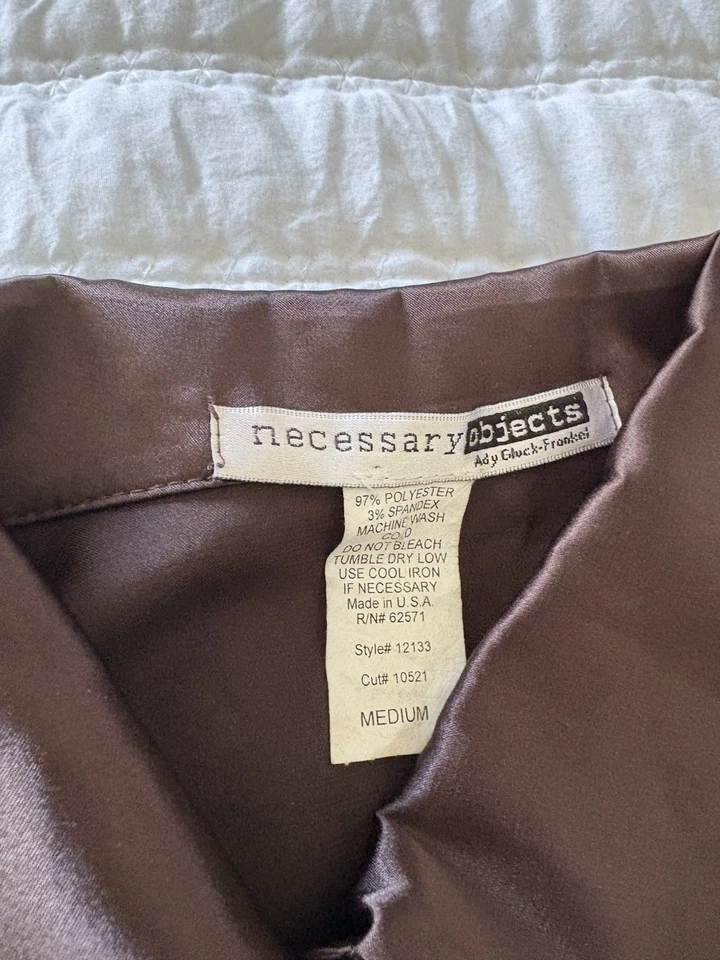 necessary objects
Ady Gluck-Frankel
97% POLYESTER
3% SPANDEX
MACHINE WASH
COLD
DO NOT BLEACH
TUMBLE DRY LOW
USE COOL IRON
IF NECESSARY
Made in U.S.A.
R/N# 62571
Style# 12133
Cut# 10521
MEDIUM